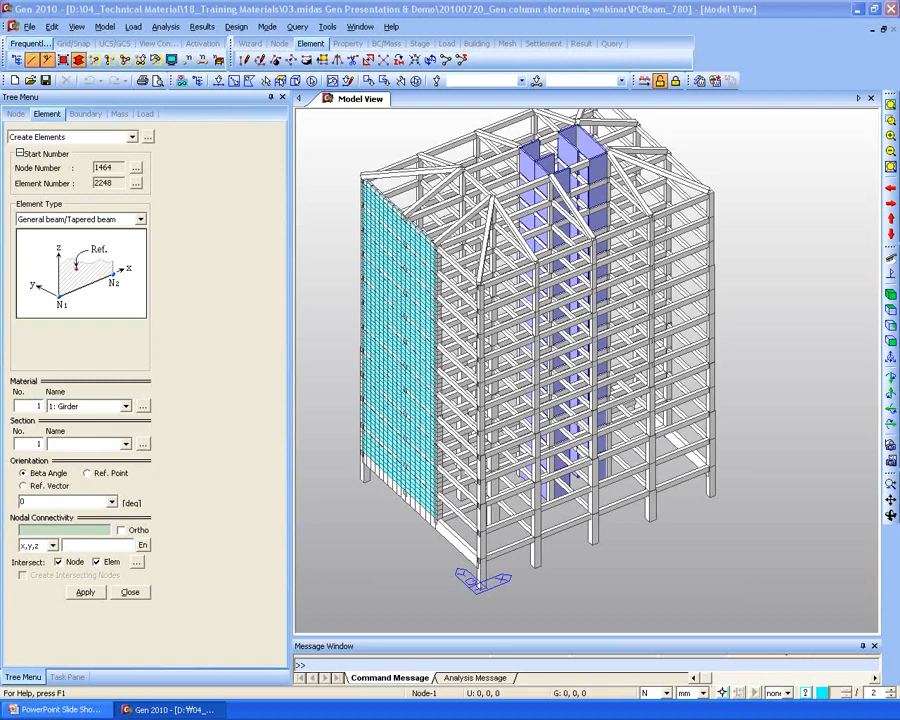 Gen 2010 - [D:\04_Technical Material\18_Training Materials\03.midas Gen Presentation & Demo\20100720_Gen column shortening webinar\PCBeam_780] - [Model View]
File Edit View Model Load Analysis Results Design Mode Query Tools Window Help
Frequentl... Grid/Snap UCS/GCS View Con... Activation Wizard Node Element Property BC/Mass Stage Load Building Mesh Settlement Result Query
Tree Menu
Model View
Node Element Boundary Mass Load
Create Elements
Start Number
Node Number : 1464
Element Number : 2248
Element Type
General beam/Tapered beam
z Ref.
x
y N2
N1
Material
No. Name
1 1: Girder
Section
No. Name
1
Orientation
Beta Angle Ref. Point
Ref. Vector
0 [deg]
Nodal Connectivity
Ortho
x,y,z En
Intersect: Node Elem
Create Intersecting Nodes
Apply Close
Message Window
>>
Tree Menu Task Pane
Command Message Analysis Message
For Help, press F1 Node-1 U: 0, 0, 0 G: 0, 0, 0 N mm none ? / 2
PowerPoint Slide Sho... Gen 2010 - [D:₩04_...